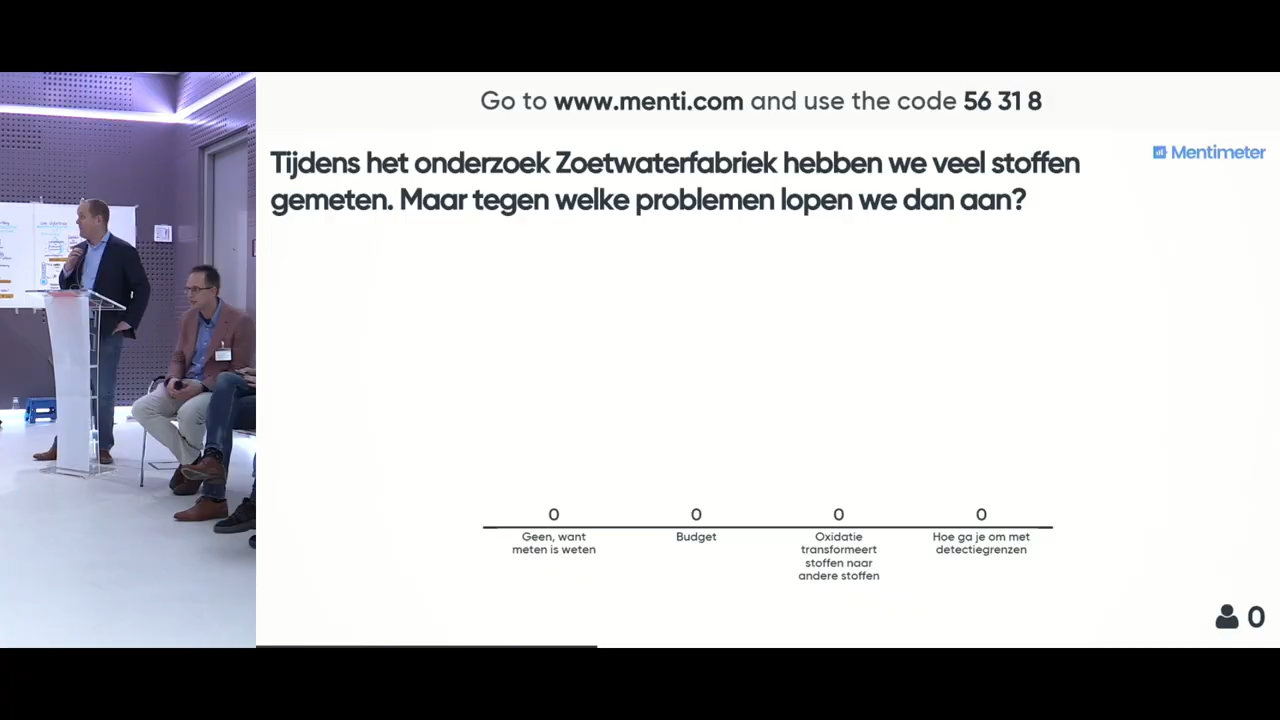 Go to www.menti.com and use the code 56 31 8
Tijdens het onderzoek Zoetwaterfabriek hebben we veel stoffen
gemeten. Maar tegen welke problemen lopen we dan aan?
Mentimeter
0
0
0
0
Geen, want
meten is weten
Budget
Oxidatie
transformeert
stoffen naar
andere stoffen
Hoe ga je om met
detectiegrenzen
0